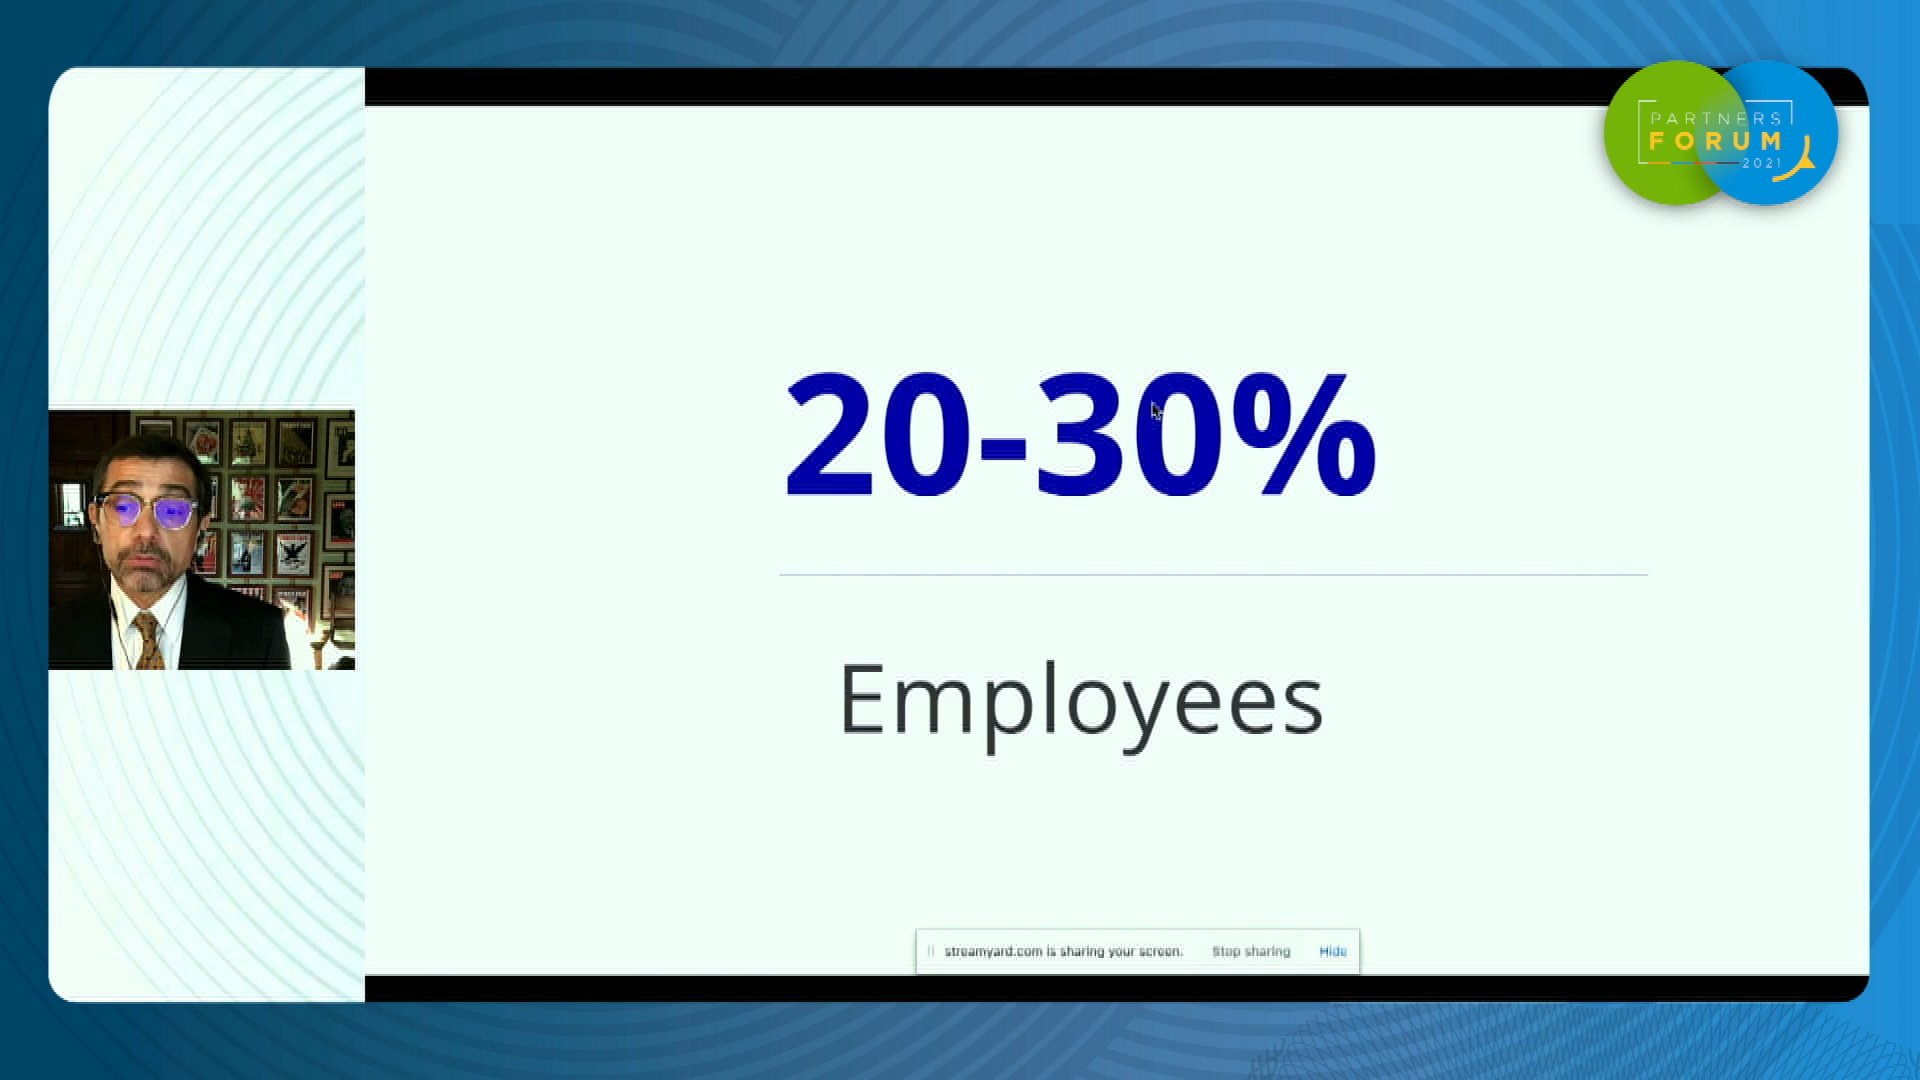 PARTNERS
FORUM
2021
20-30%
Employees
streamyard.com is sharing your screen. Stop sharing Hide